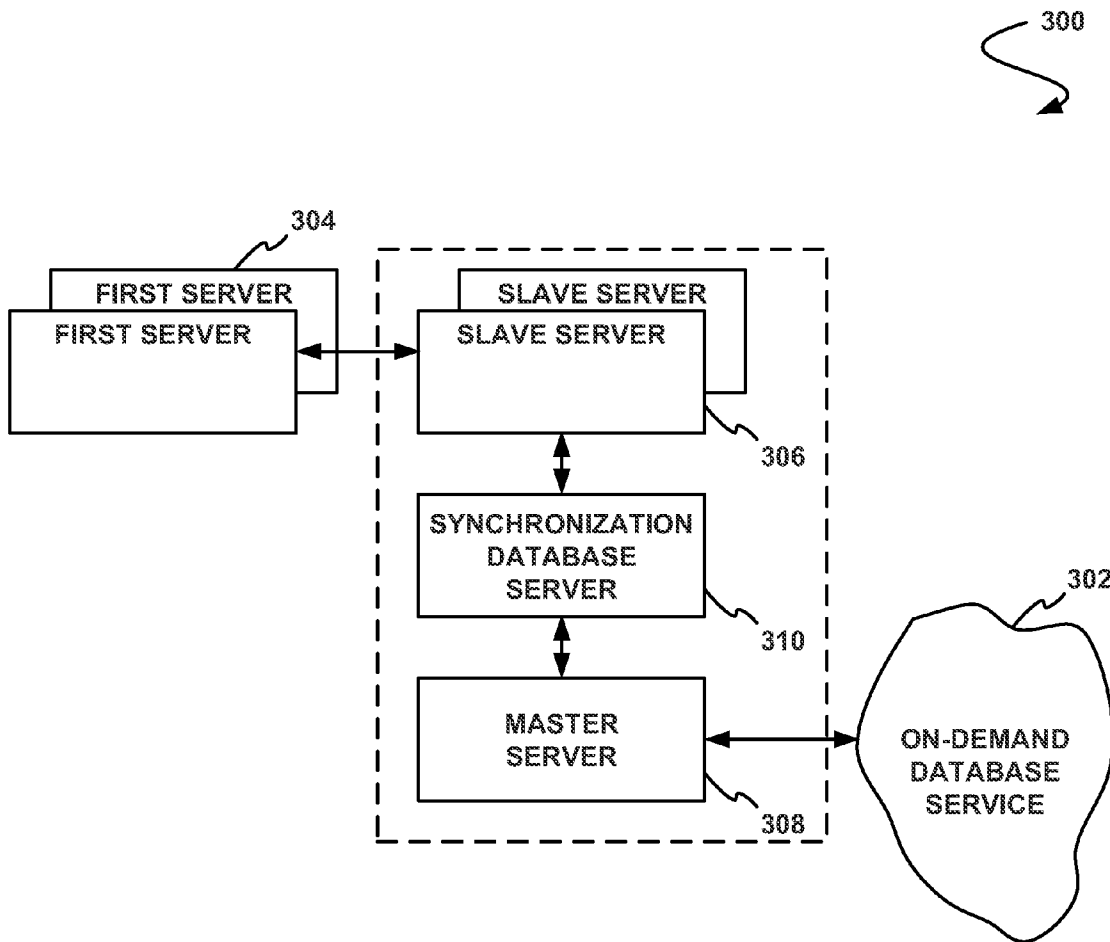 300
304
FIRST SERVER
FIRST SERVER
SLAVE SERVER
SLAVE SERVER
306
SYNCHRONIZATION
DATABASE
SERVER
310
302
MASTER
SERVER
308
ON-DEMAND
DATABASE
SERVICE